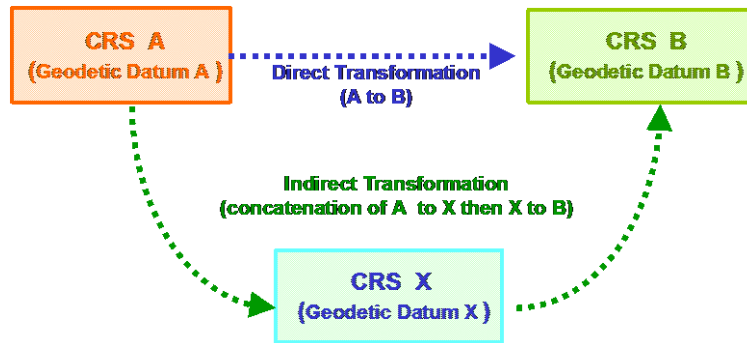 CRS A
(Geodetic Datum A )
CRS B
(Geodetic Datum B )
Direct Transformation
(A to B)
Indirect Transformation
(concatenation of A to X then X to B)
CRS X
(Geodetic Datum X )